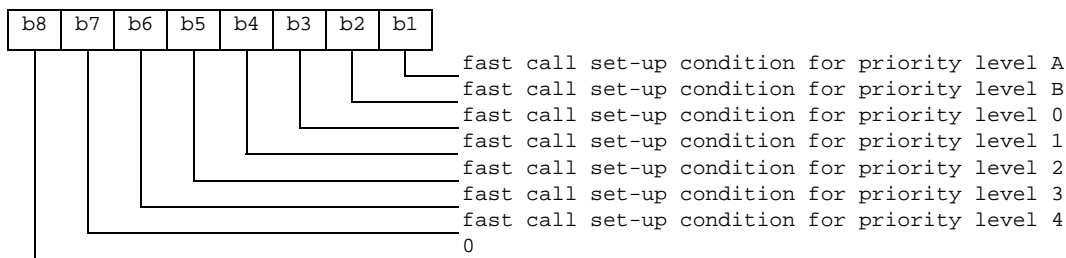 b8 b7 b6 b5 b4 b3 b2 b1
fast call set-up condition for priority level A
fast call set-up condition for priority level B
fast call set-up condition for priority level 0
fast call set-up condition for priority level 1
fast call set-up condition for priority level 2
fast call set-up condition for priority level 3
fast call set-up condition for priority level 4
0